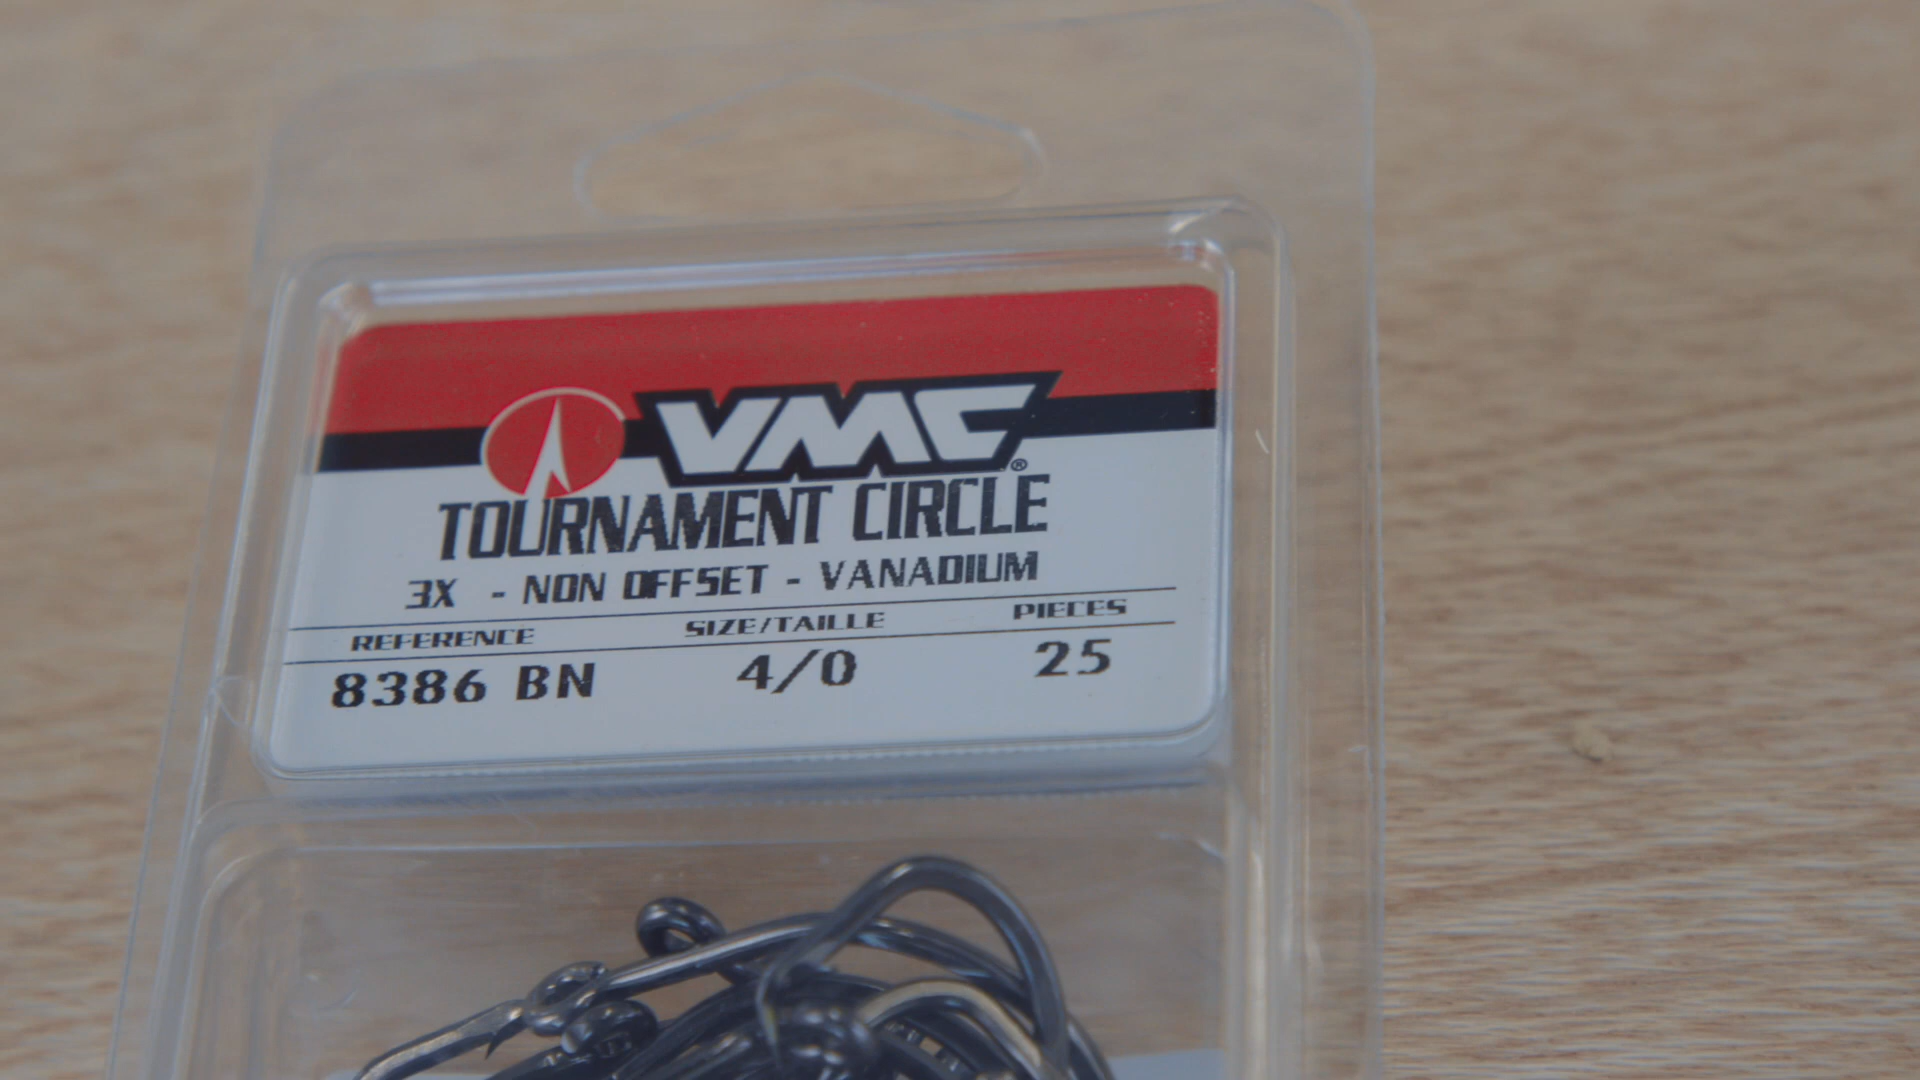 VMC®
TOURNAMENT CIRCLE
3X - NON OFFSET - VANADIUM
REFERENCE SIZE/TAILLE PIECES
8386 BN 4/0 25